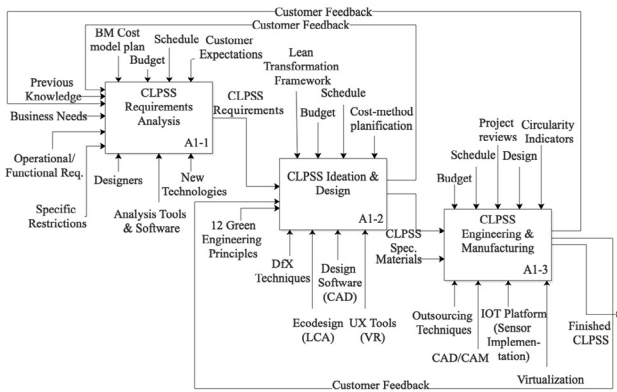 Customer Feedback
Customer Feedback
BM Cost
model plan
Schedule
Budget
Customer
Expectations
Previous
Knowledge
Business Needs
Operational/
Functional Req.
Specific
Restrictions
CLPSS
Requirements
Analysis
A1-1
Designers
Analysis Tools
& Software
New
Technologies
CLPSS
Requirements
Lean
Transformation
Framework
Budget
Schedule
Cost-method
planification
CLPSS Ideation &
Design
A1-2
12 Green
Engineering
Principles
DfX
Techniques
Ecodesign
(LCA)
Design
Software
(CAD)
UX Tools
(VR)
CLPSS
Spec.
Materials
Budget
Schedule
Project
reviews
Design
Circularity
Indicators
CLPSS
Engineering &
Manufacturing
A1-3
Outsourcing
Techniques
CAD/CAM
IOT Platform
(Sensor
Implemen-
tation)
Virtualization
Finished
CLPSS
Customer Feedback